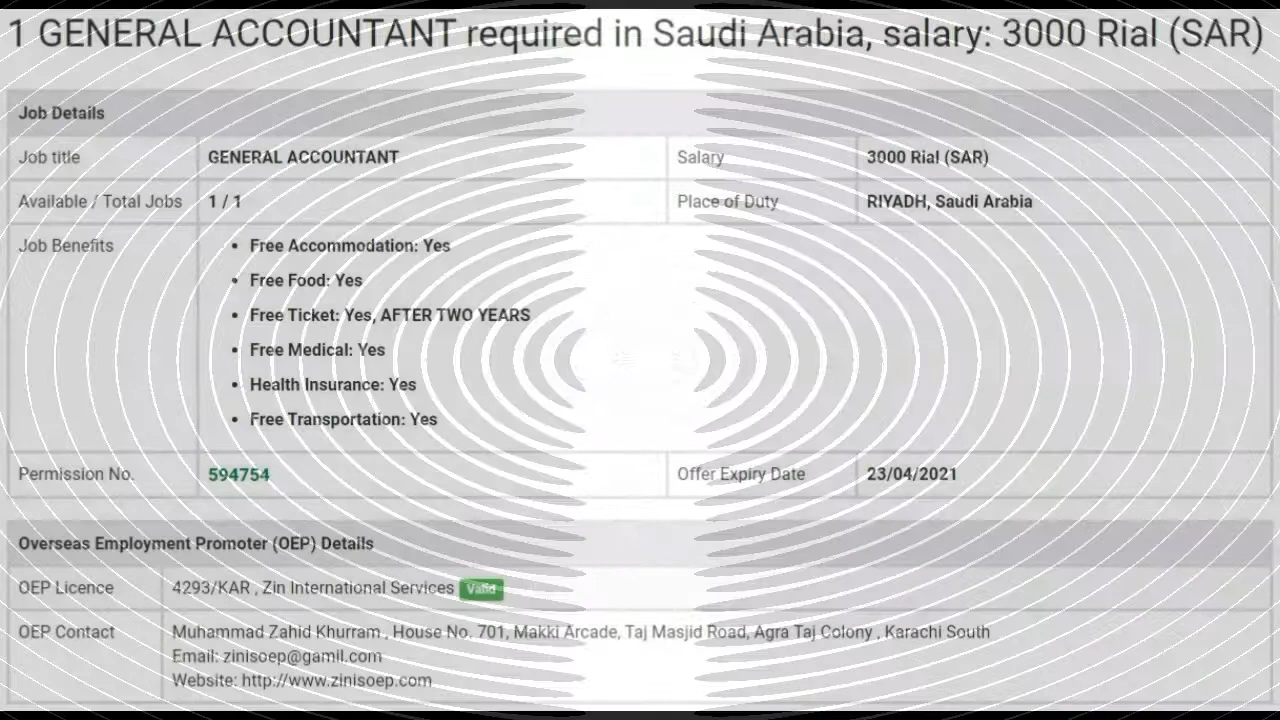 1 GENERAL ACCOUNTANT required in Saudi Arabia, salary: 3000 Rial (SAR)
Job Details
Job title GENERAL ACCOUNTANT Salary 3000 Rial (SAR)
Available / Total Jobs 1 / 1 Place of Duty RIYADH, Saudi Arabia
Job Benefits • Free Accommodation: Yes
• Free Food: Yes
• Free Ticket: Yes, AFTER TWO YEARS
• Free Medical: Yes
• Health Insurance: Yes
• Free Transportation: Yes
Permission No. 594754 Offer Expiry Date 23/04/2021
Overseas Employment Promoter (OEP) Details
OEP Licence 4293/KAR , Zin International Services Valid
OEP Contact Muhammad Zahid Khurram , House No. 701, Makki Arcade, Taj Masjid Road, Agra Taj Colony , Karachi South
Email: zinisoep@gamil.com
Website: http://www.zinisoep.com